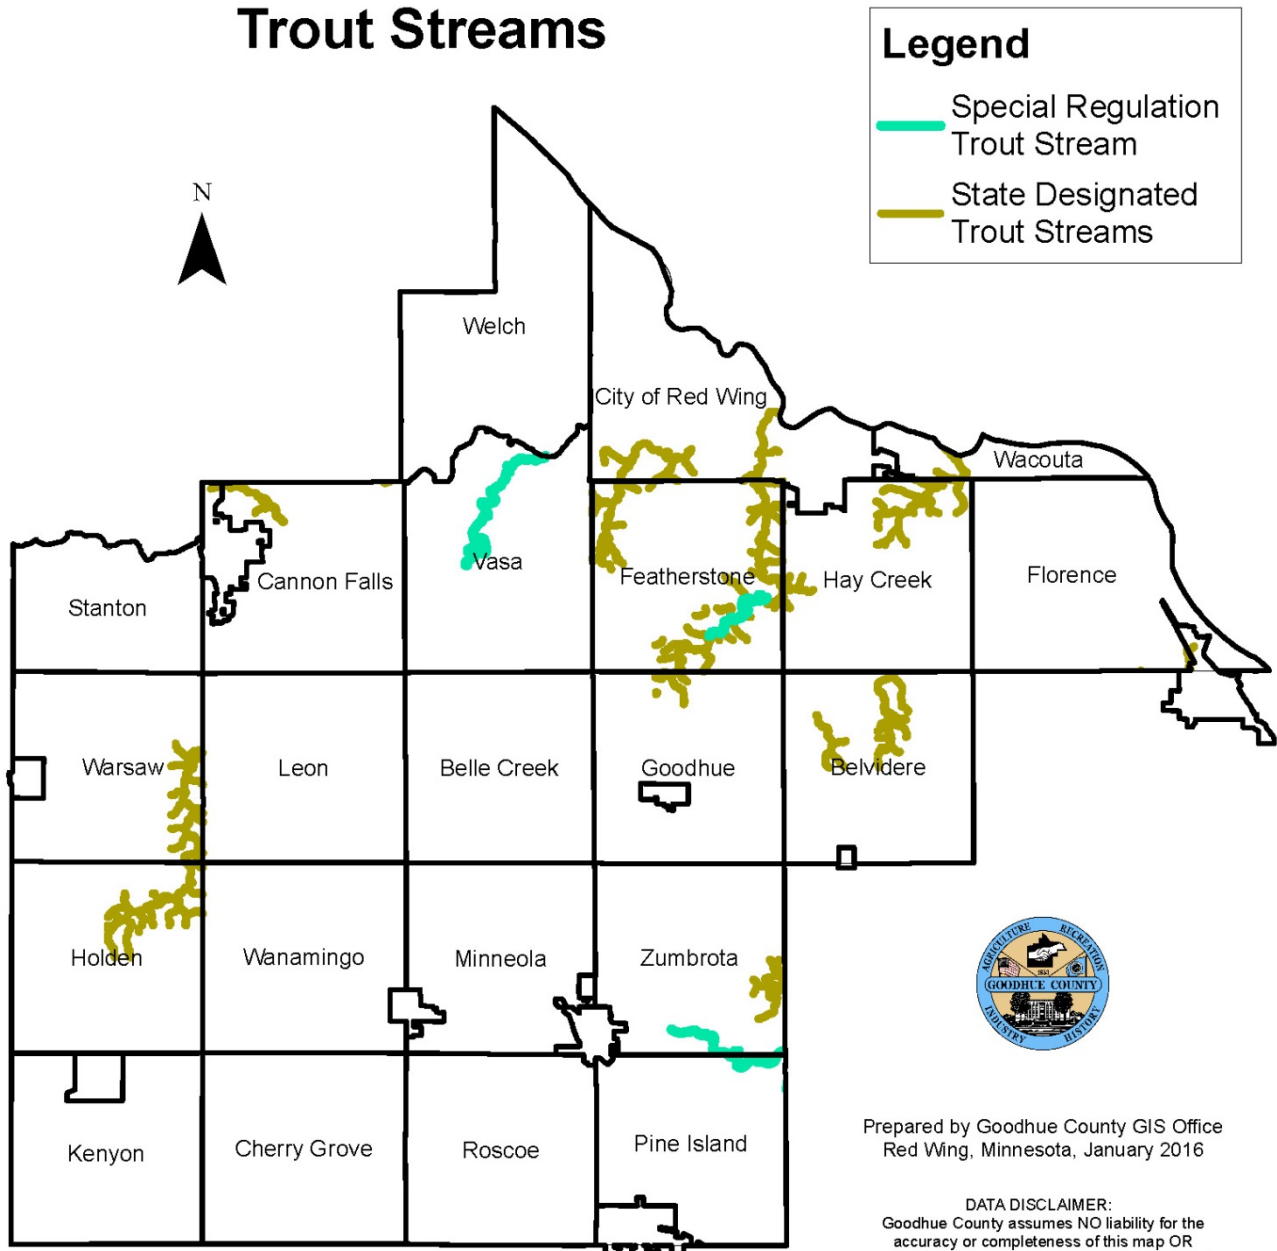 Trout Streams
Legend
Special Regulation
Trout Stream
State Designated
Trout Streams
N
Welch
City of Red Wing
Wacouta
Stanton
Cannon Falls
Vasa
Featherstone
Hay Creek
Florence
Warsaw
Leon
Belle Creek
Goodhue
Belvidere
Holden
Wanamingo
Minneola
Zumbrota
Kenyon
Cherry Grove
Roscoe
Pine Island
AGRICULTURE
RECREATION
1853
GOODHUE COUNTY
INDUSTRY
HISTORY
Prepared by Goodhue County GIS Office
Red Wing, Minnesota, January 2016
DATA DISCLAIMER:
Goodhue County assumes NO liability for the
accuracy or completeness of this map OR